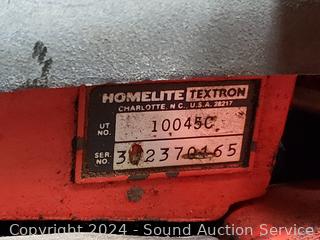 HOMELITE TEXTRON
CHARLOTTE, N.C., U.S.A. 28217
UT NO. 10045C
SER. NO. 302370165
Copyright 2024 - Sound Auction Service